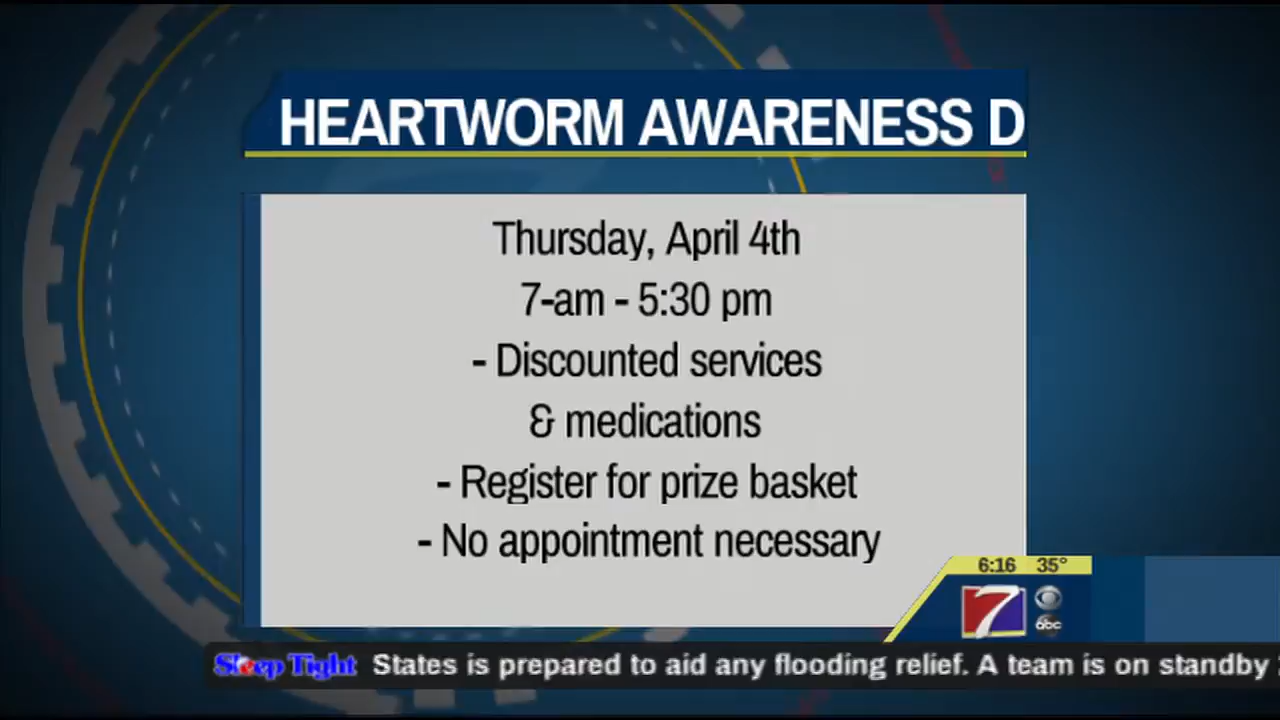 HEARTWORM AWARENESS D
Thursday, April 4th
7-am - 5:30 pm
- Discounted services
& medications
- Register for prize basket
- No appointment necessary
6:16 35°
7
abc
Sleep Tight States is prepared to aid any flooding relief. A team is on standby